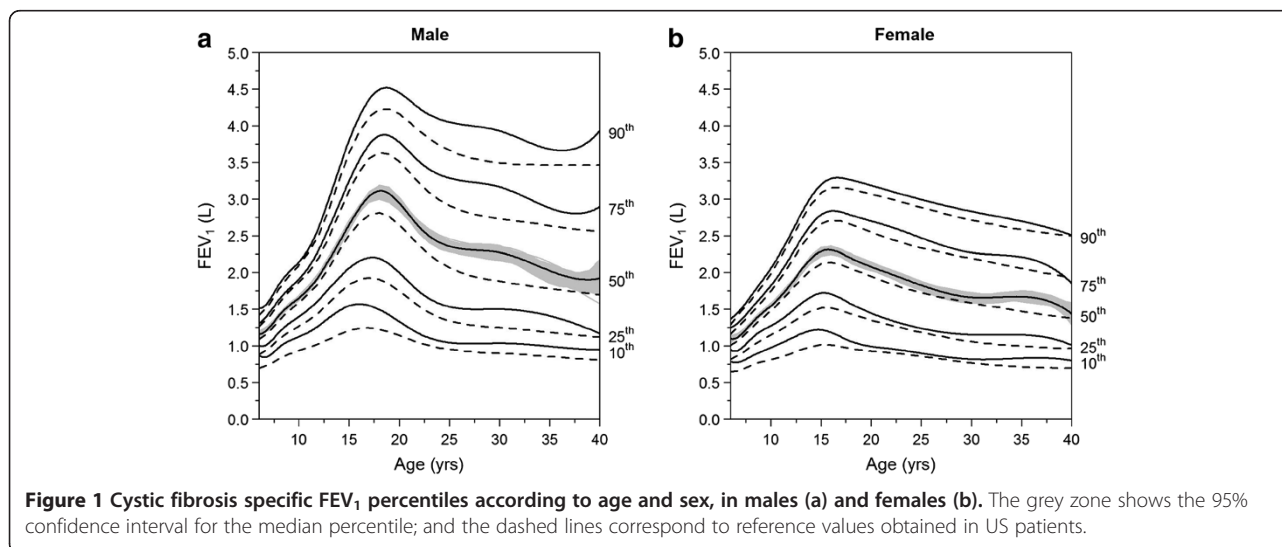 a
Male
5.0
4.5
4.0
3.5
3.0
2.5
2.0
1.5
1.0
0.5
0.0
FEV₁ (L)
90th
75th
50th
25th
10th
10 15 20 25 30 35 40
Age (yrs)
b
Female
5.0
4.5
4.0
3.5
3.0
2.5
2.0
1.5
1.0
0.5
0.0
FEV₁ (L)
90th
75th
50th
25th
10th
10 15 20 25 30 35 40
Age (yrs)
Figure 1 Cystic fibrosis specific FEV₁ percentiles according to age and sex, in males (a) and females (b). The grey zone shows the 95%
confidence interval for the median percentile; and the dashed lines correspond to reference values obtained in US patients.